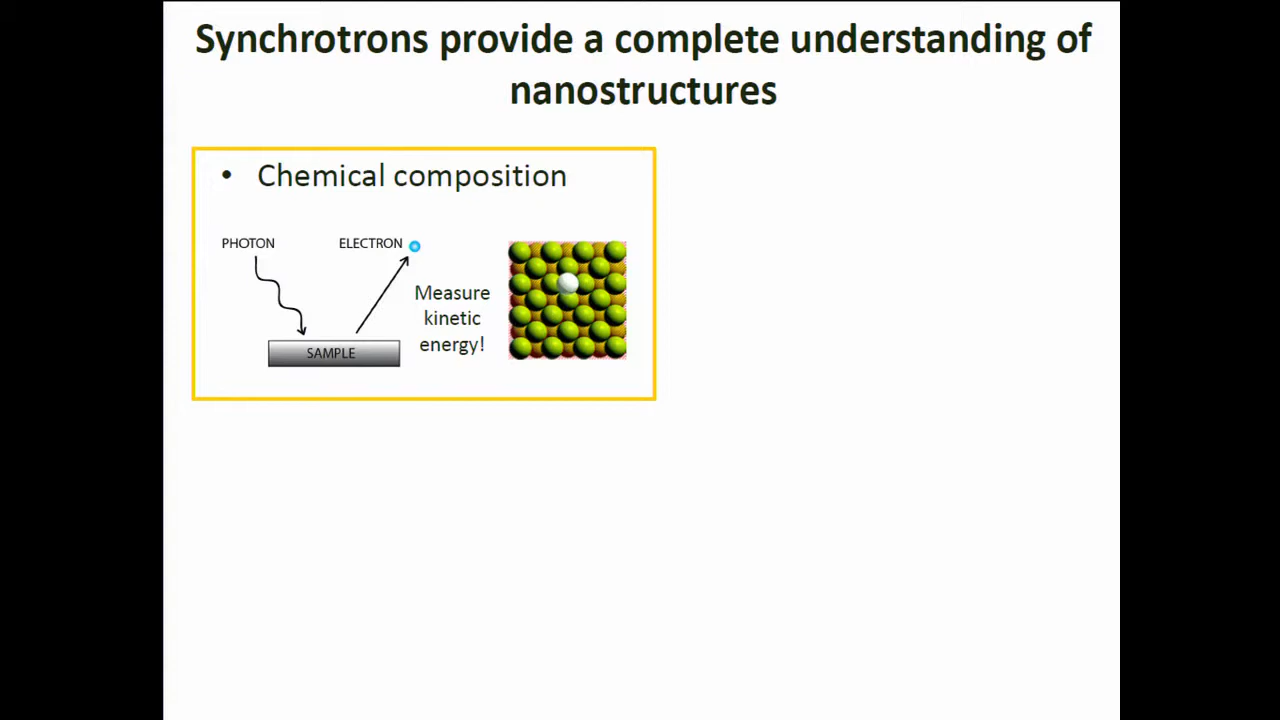 Synchrotrons provide a complete understanding of
nanostructures
• Chemical composition
PHOTON
ELECTRON
Measure
kinetic
energy!
SAMPLE